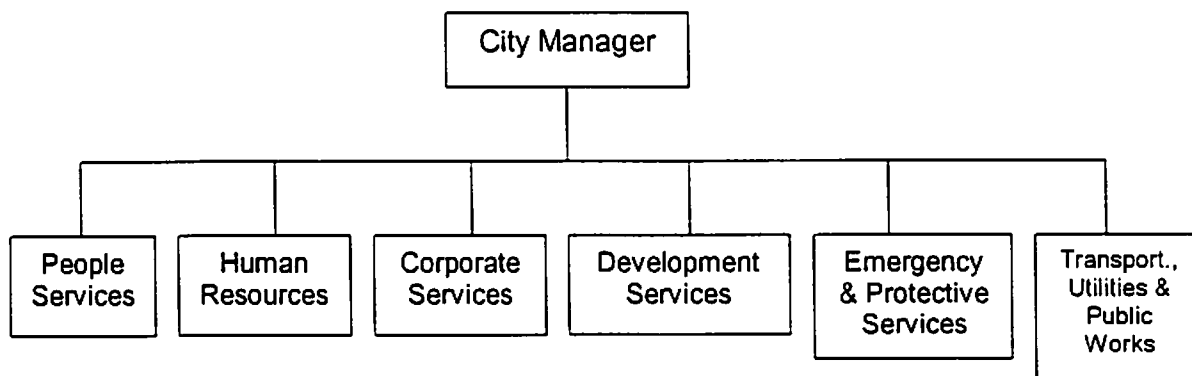 City Manager
People
Services
Human
Resources
Corporate
Services
Development
Services
Emergency
& Protective
Services
Transport.,
Utilities &
Public
Works